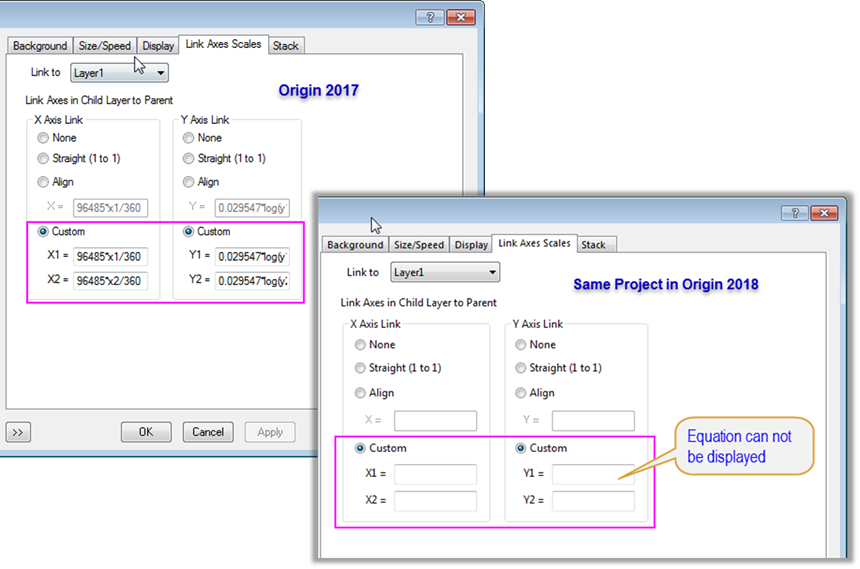 ?
Background Size/Speed Display Link Axes Scales Stack
Link to Layer1
Origin 2017
Link Axes in Child Layer to Parent
X Axis Link Y Axis Link
None None
Straight (1 to 1) Straight (1 to 1)
Align Align
X = 96485*x1/360 Y = 0.029547*log(y
Custom Custom
X1 = 96485*x1/360 Y1 = 0.029547*log(y
X2 = 96485*x2/360 Y2 = 0.029547*log(y2
>> OK Cancel Apply
?
Background Size/Speed Display Link Axes Scales Stack
Link to Layer1
Same Project in Origin 2018
Link Axes in Child Layer to Parent
X Axis Link Y Axis Link
None None
Straight (1 to 1) Straight (1 to 1)
Align Align
X = Y =
Custom Custom
X1 = Y1 =
X2 = Y2 =
Equation can not
be displayed